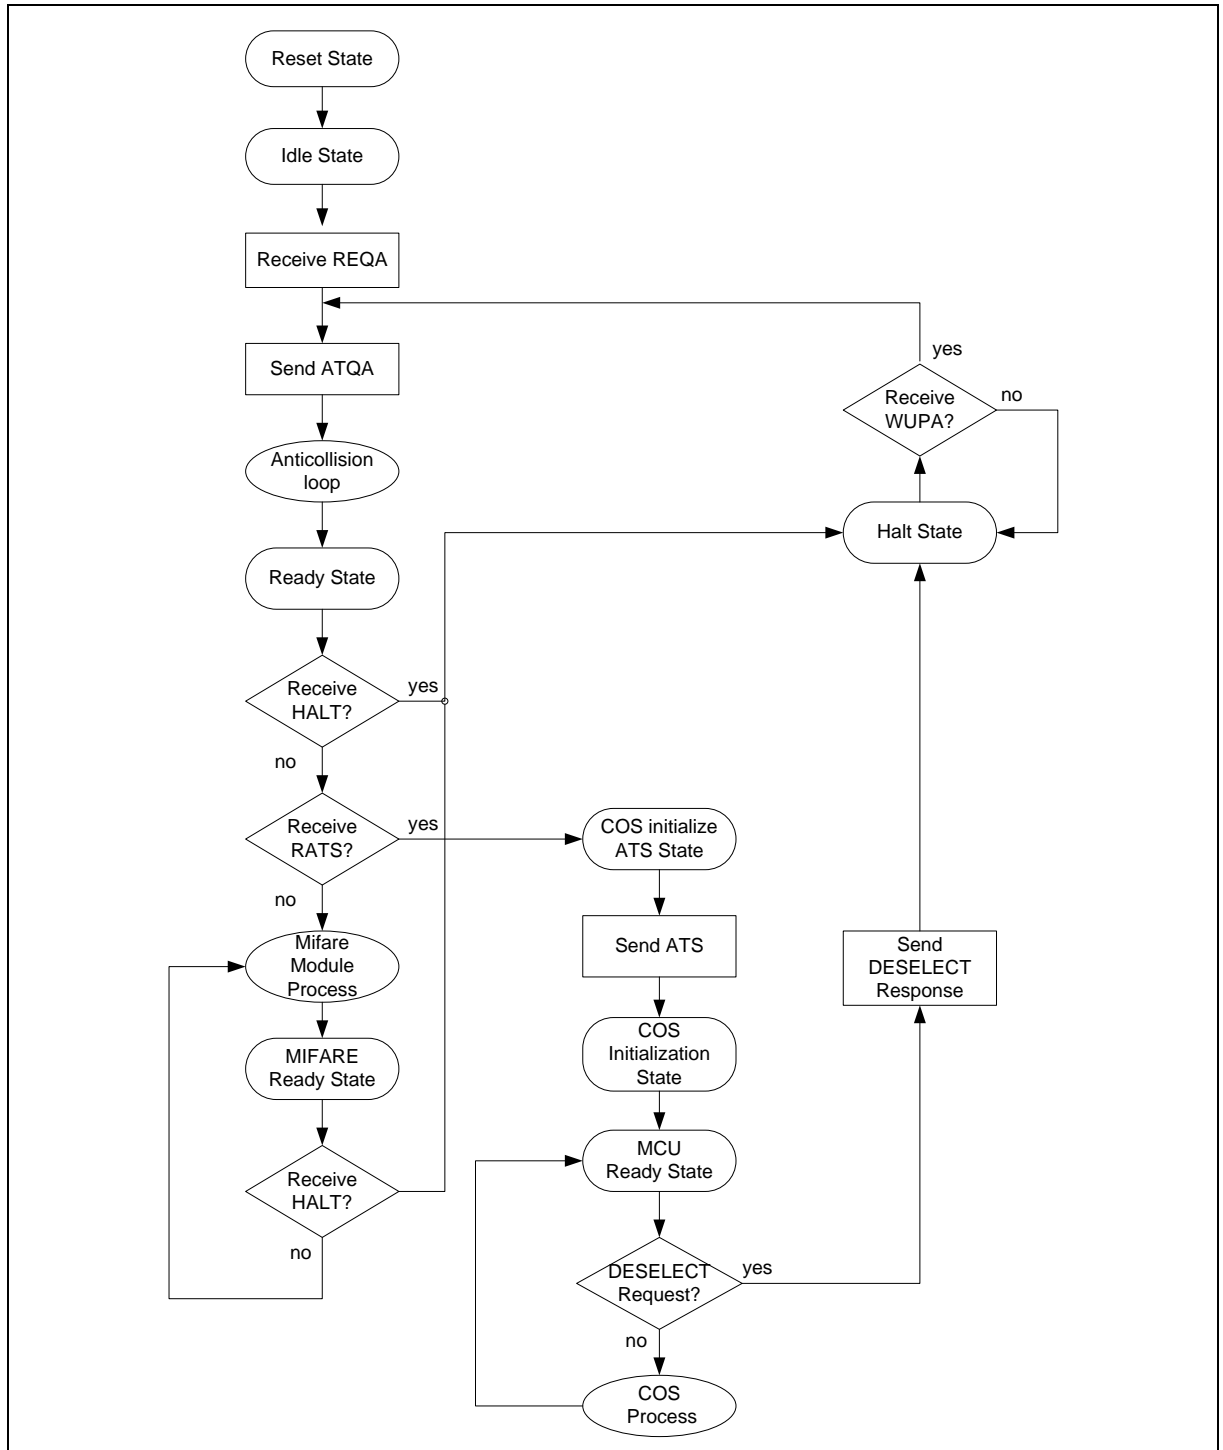 Reset State
Idle State
Receive REQA
Send ATQA
yes
Receive
WUPA?
no
Anticollision
loop
Halt State
Ready State
Receive
HALT?
yes
no
Receive
RATS?
yes
COS initialize
ATS State
no
Mifare
Module
Process
Send ATS
Send
DESELECT
Response
COS
Initialization
State
MIFARE
Ready State
MCU
Ready State
Receive
HALT?
no
DESELECT
Request?
yes
no
COS
Process